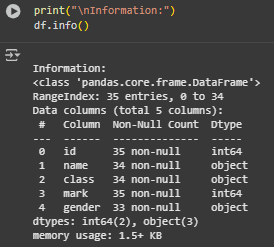 print("\nInformation:")
df.info()
Information:
<class 'pandas.core.frame.DataFrame'>
RangeIndex: 35 entries, 0 to 34
Data columns (total 5 columns):
 #   Column  Non-Null Count  Dtype
---  ------  --------------  -----
 0   id      35 non-null     int64
 1   name    34 non-null     object
 2   class   34 non-null     object
 3   mark    35 non-null     int64
 4   gender  33 non-null     object
dtypes: int64(2), object(3)
memory usage: 1.5+ KB